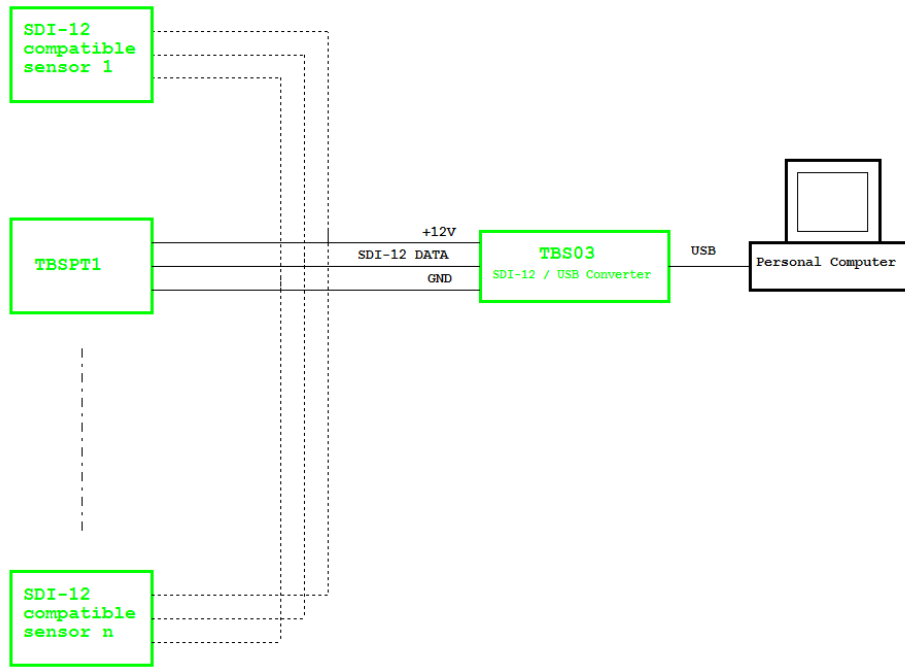 SDI-12
compatible
sensor 1
TBSPT1
+12V
SDI-12 DATA
GND
TBS03
SDI-12 / USB Converter
USB
Personal Computer
SDI-12
compatible
sensor n